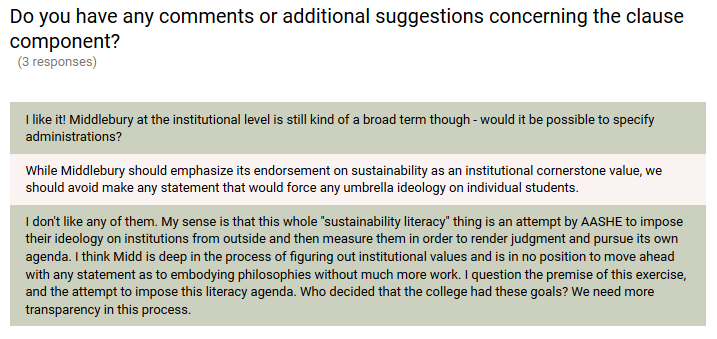 Do you have any comments or additional suggestions concerning the clause
component?
(3 responses)
I like it! Middlebury at the institutional level is still kind of a broad term though - would it be possible to specify
administrations?
While Middlebury should emphasize its endorsement on sustainability as an institutional cornerstone value, we
should avoid make any statement that would force any umbrella ideology on individual students.
I don't like any of them. My sense is that this whole "sustainability literacy" thing is an attempt by AASHE to impose
their ideology on institutions from outside and then measure them in order to render judgment and pursue its own
agenda. I think Midd is deep in the process of figuring out institutional values and is in no position to move ahead
with any statement as to embodying philosophies without much more work. I question the premise of this exercise,
and the attempt to impose this literacy agenda. Who decided that the college had these goals? We need more
transparency in this process.